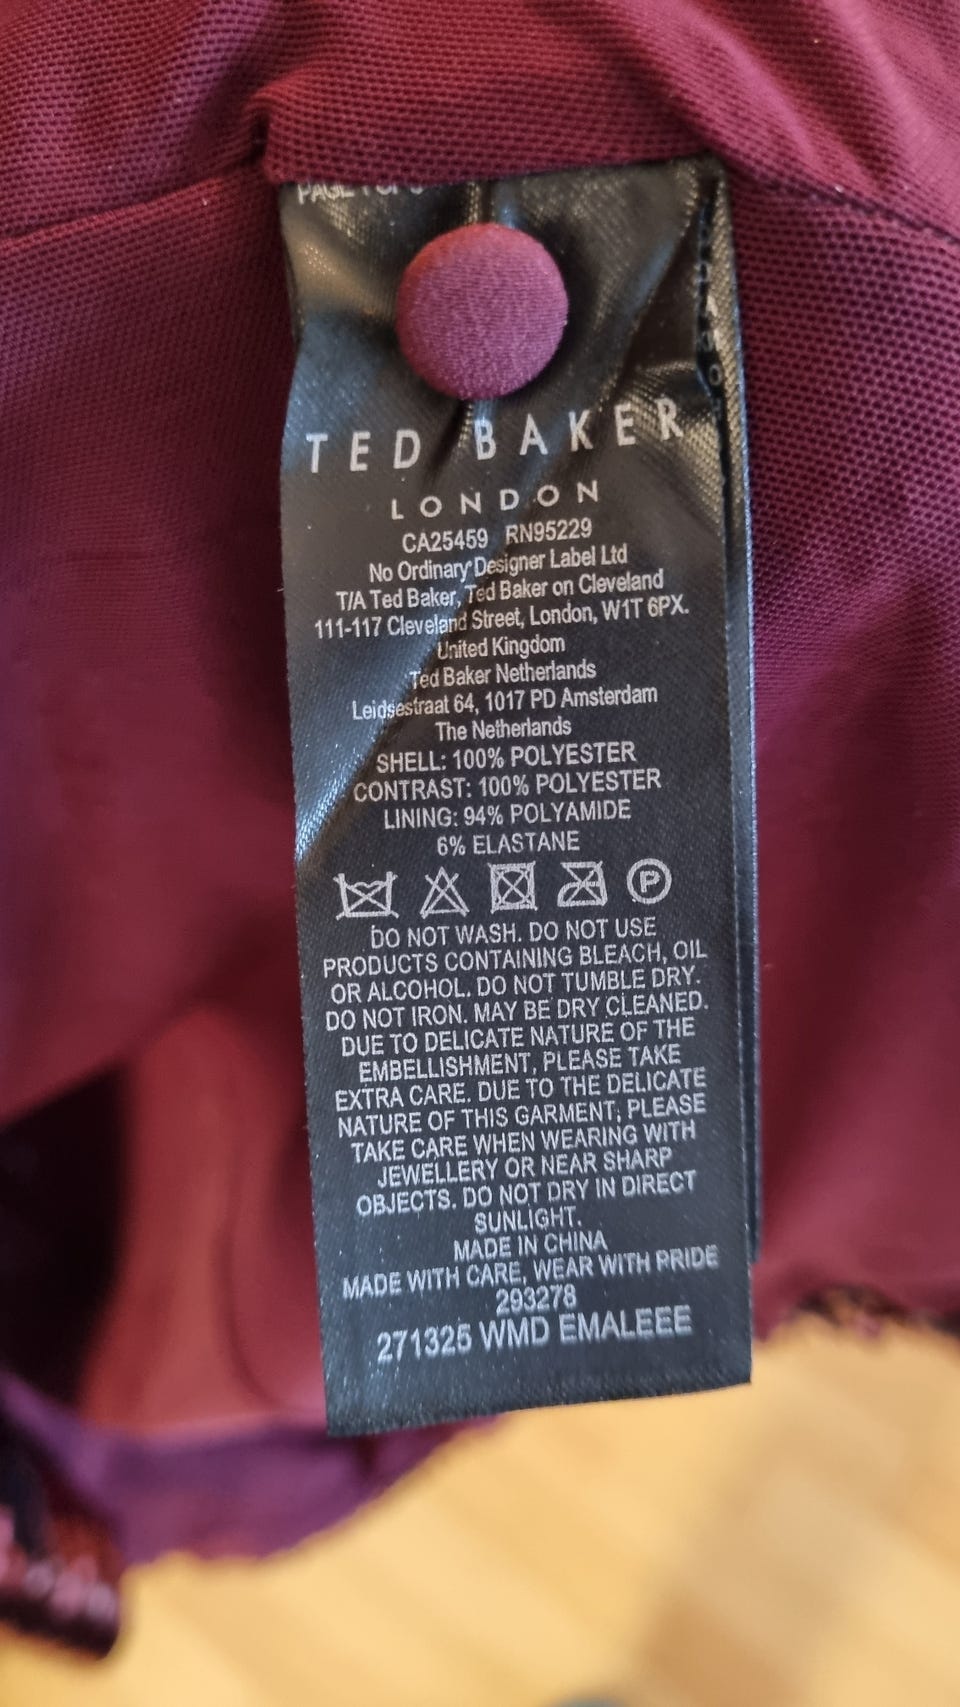 PAGE 1 OF
TED BAKER
LONDON
CA25459 RN95229
No Ordinary Designer Label Ltd
T/A Ted Baker, Ted Baker on Cleveland
111-117 Cleveland Street, London, W1T 6PX.
United Kingdom
Ted Baker Netherlands
Leidsestraat 64, 1017 PD Amsterdam
The Netherlands
SHELL: 100% POLYESTER
CONTRAST: 100% POLYESTER
LINING: 94% POLYAMIDE
6% ELASTANE
P
DO NOT WASH. DO NOT USE
PRODUCTS CONTAINING BLEACH, OIL
OR ALCOHOL. DO NOT TUMBLE DRY.
DO NOT IRON. MAY BE DRY CLEANED.
DUE TO DELICATE NATURE OF THE
EMBELLISHMENT, PLEASE TAKE
EXTRA CARE. DUE TO THE DELICATE
NATURE OF THIS GARMENT, PLEASE
TAKE CARE WHEN WEARING WITH
JEWELLERY OR NEAR SHARP
OBJECTS. DO NOT DRY IN DIRECT
SUNLIGHT.
MADE IN CHINA
MADE WITH CARE, WEAR WITH PRIDE
293278
271325 WMD EMALEEE